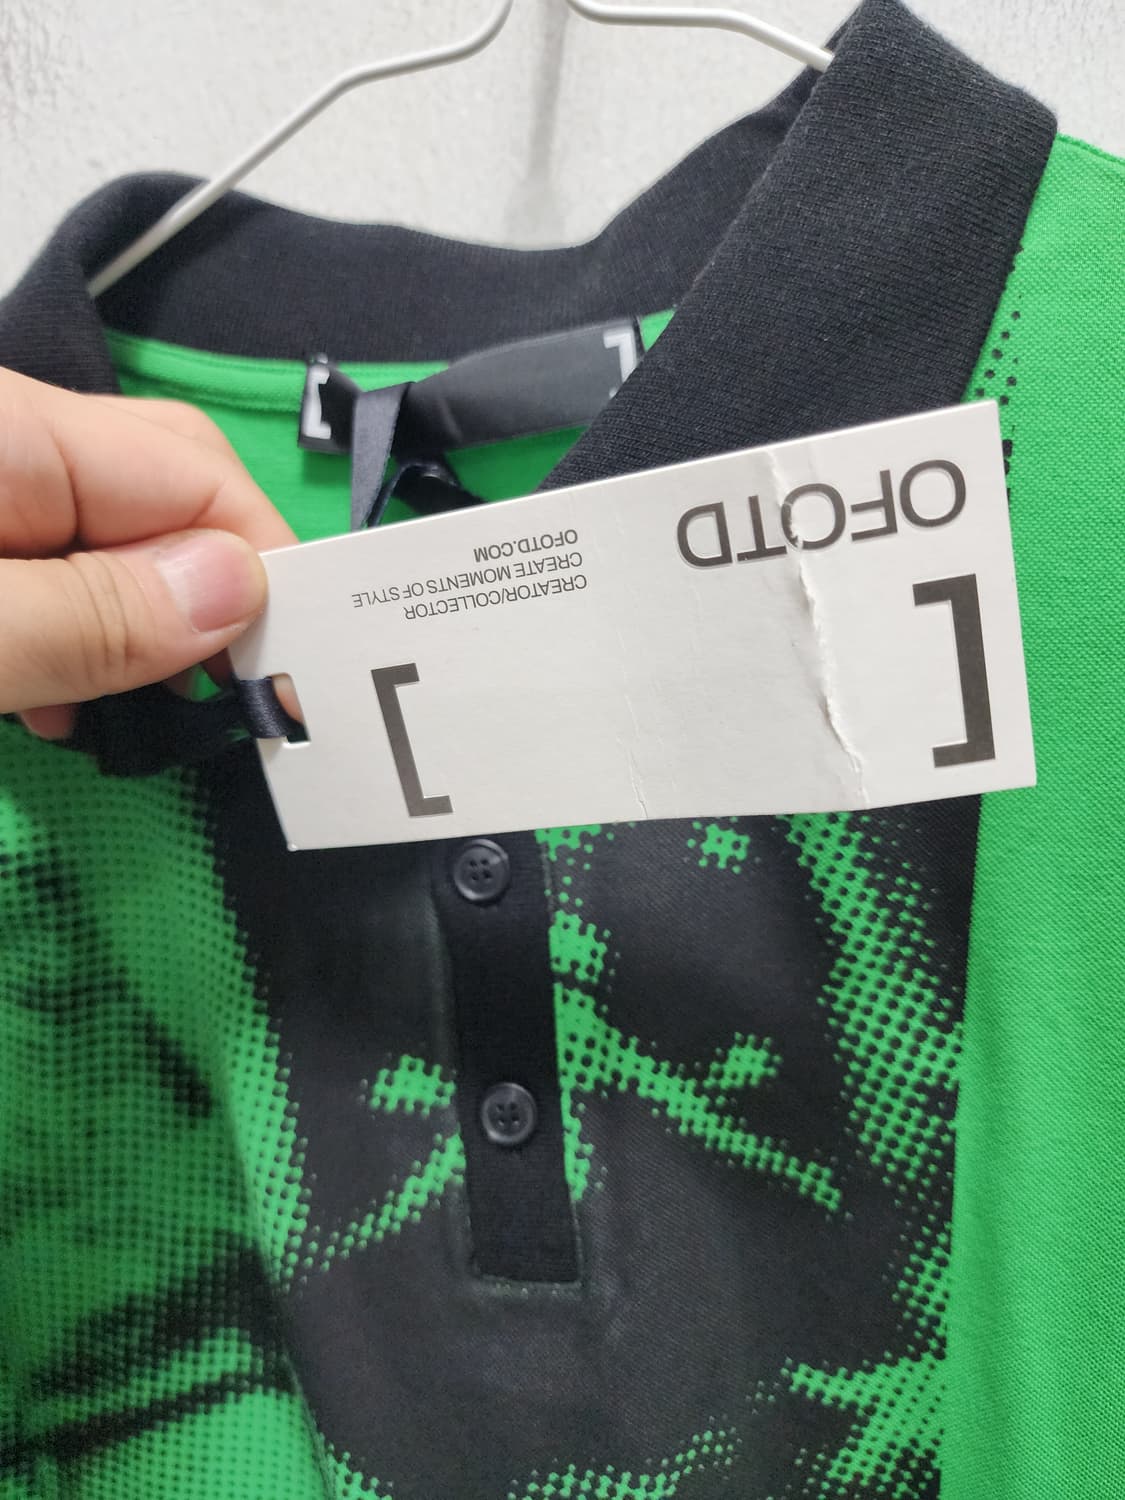 OFOTD
[ ]
CREATOR/COLLECTOR
CREATE MOMENTS OF STYLE
OFOTD.COM
[ ]